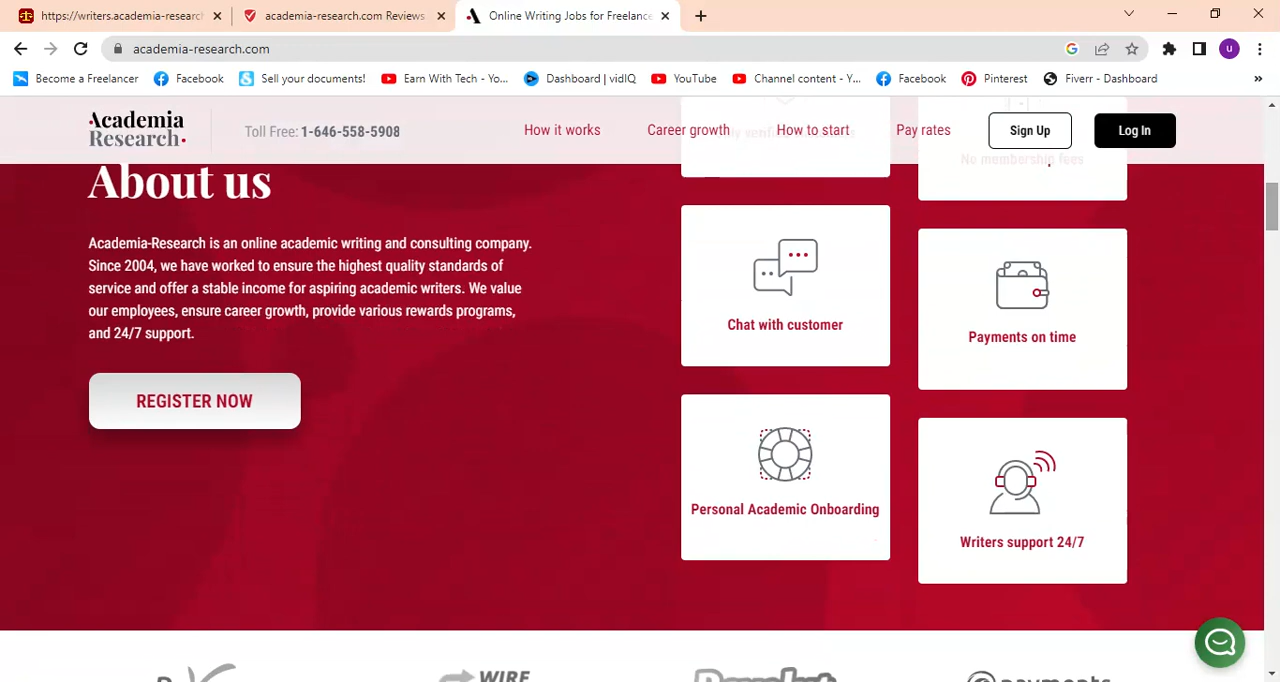 https://writers.academia-research
academia-research.com Reviews
Online Writing Jobs for Freelance
academia-research.com
U
Become a Freelancer
Facebook
Sell your documents!
Earn With Tech - Yo...
Dashboard | vidIQ
YouTube
Channel content - Y...
Facebook
Pinterest
Fiverr - Dashboard
»
Academia
Research
Toll Free: 1-646-558-5908
How it works
Career growth
How to start
Pay rates
Sign Up
Log In
No membership fees
About us
Academia-Research is an online academic writing and consulting company.
Since 2004, we have worked to ensure the highest quality standards of
service and offer a stable income for aspiring academic writers. We value
our employees, ensure career growth, provide various rewards programs,
and 24/7 support.
REGISTER NOW
Chat with customer
Payments on time
Personal Academic Onboarding
Writers support 24/7
WIRE
payments